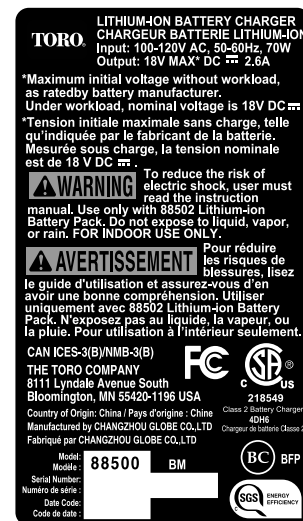 TORO
LITHIUM-ION BATTERY CHARGER
CHARGEUR BATTERIE LITHIUM-ION
Input: 100-120V AC, 50-60Hz, 70W
Output: 18V MAX* DC ⎓ 2.6A
*Maximum initial voltage without workload,
as ratedby battery manufacturer.
Under workload, nominal voltage is 18V DC⎓
*Tension initiale maximale sans charge, telle
qu'indiquée par le fabricant de la batterie.
Mesurée sous charge, la tension nominale
est de 18 V DC ⎓ .
WARNING To reduce the risk of
electric shock, user must
read the instruction
manual. Use only with 88502 Lithium-ion
Battery Pack. Do not expose to liquid, vapor,
or rain. FOR INDOOR USE ONLY.
AVERTISSEMENT Pour réduire
les risques de
blessures, lisez
le guide d'utilisation et assurez-vous d'en
avoir une bonne compréhension. Utiliser
uniquement avec 88502 Lithium-ion Battery
Pack. N'exposez pas au liquide, la vapeur, ou
la pluie. Pour utilisation à l'intérieur seulement.
CAN ICES-3(B)/NMB-3(B)
THE TORO COMPANY
8111 Lyndale Avenue South
Bloomington, MN 55420-1196 USA
FC
C SA US
218549
Class 2 Battery Charger
4DH6
Chargeur de batterie Classe 2
Country of Origin: China / Pays d'origine : Chine
Manufactured by CHANGZHOU GLOBE CO.,LTD
Fabriqué par CHANGZHOU GLOBE CO.,LTD
Model:
Modèle :
88500 BM
Serial Number:
Numéro de série :
Date Code:
Code de date :
BC BFP
SGS ENERGY
EFFICIENCY